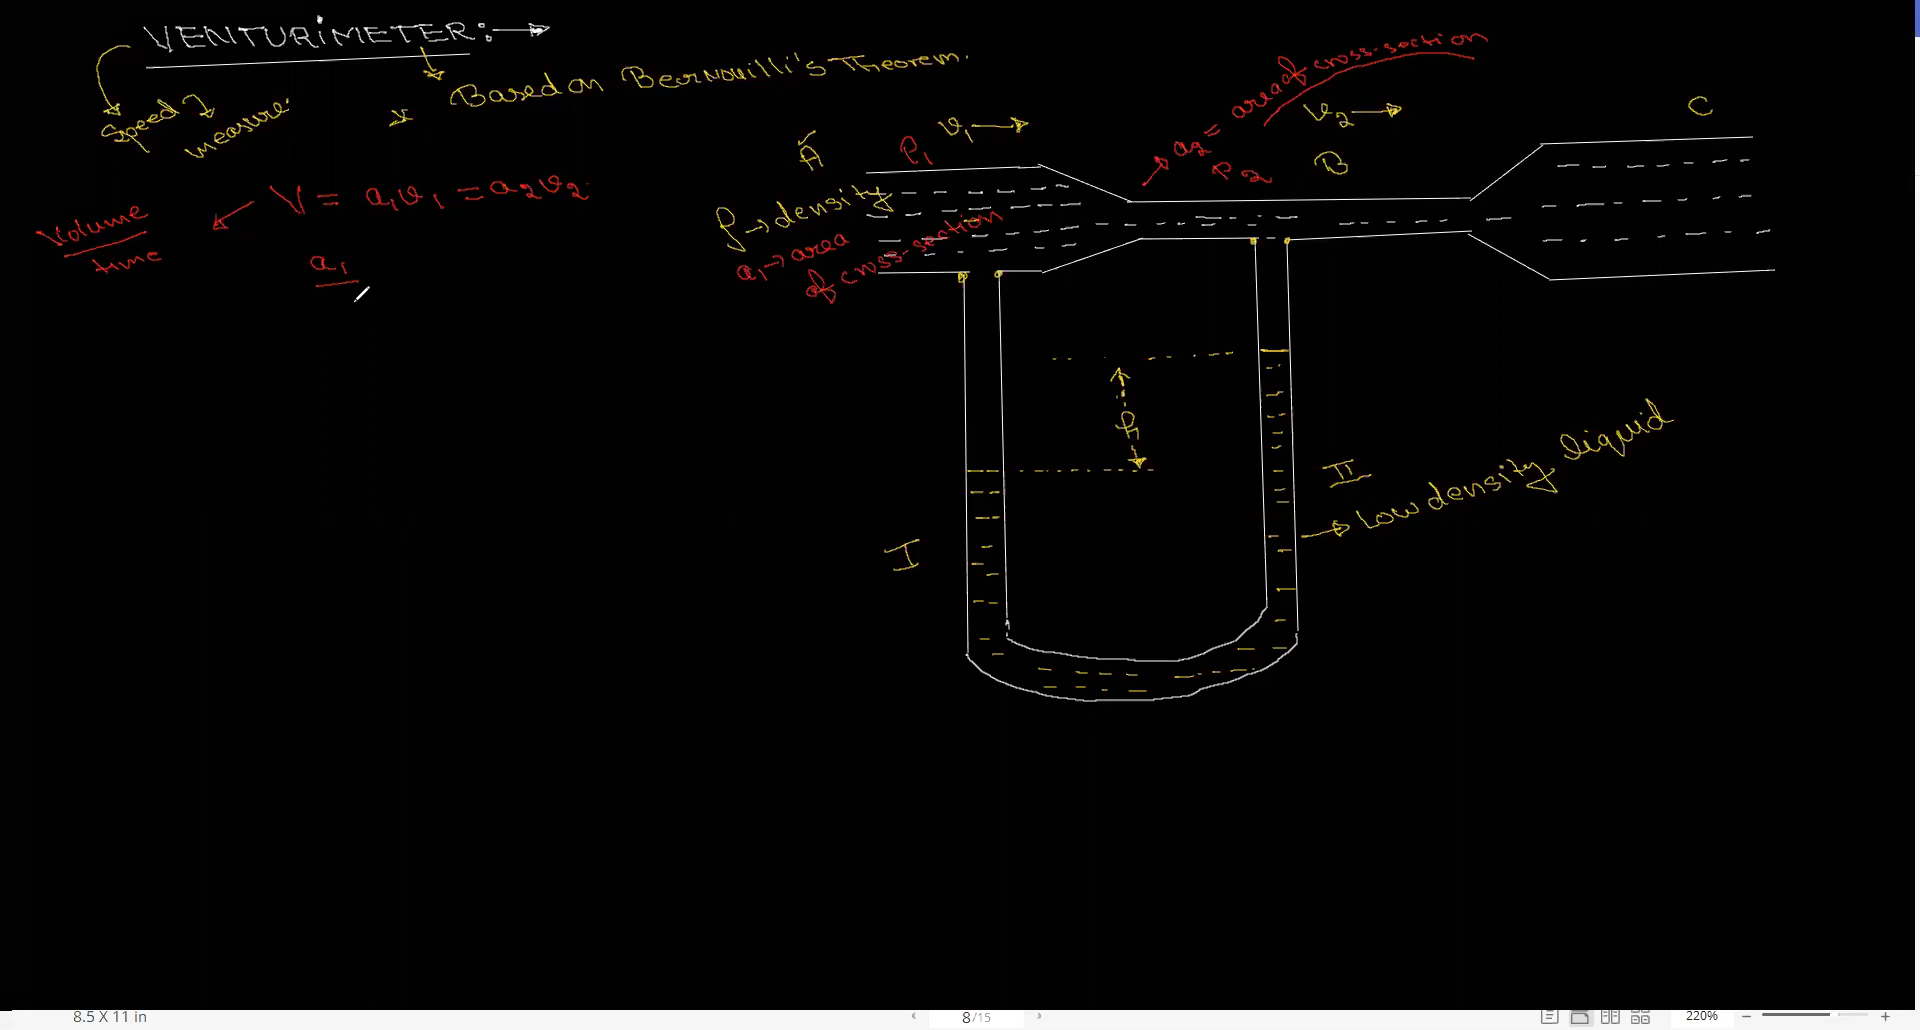 VENTURIMETER:→
Based on Bernouilli's Theorem.
Speed
measure.
V = a₁v₁ = a₂v₂.
Volume
time
a₁
A
P₁
v₁ →
a₂ = area of cross-section
P₂
v₂ →
B
C
ρ → density
a₁ → area
of cross-section
h
I
II
→ Low density liquid
8.5 X 11 in
8 /15
220%